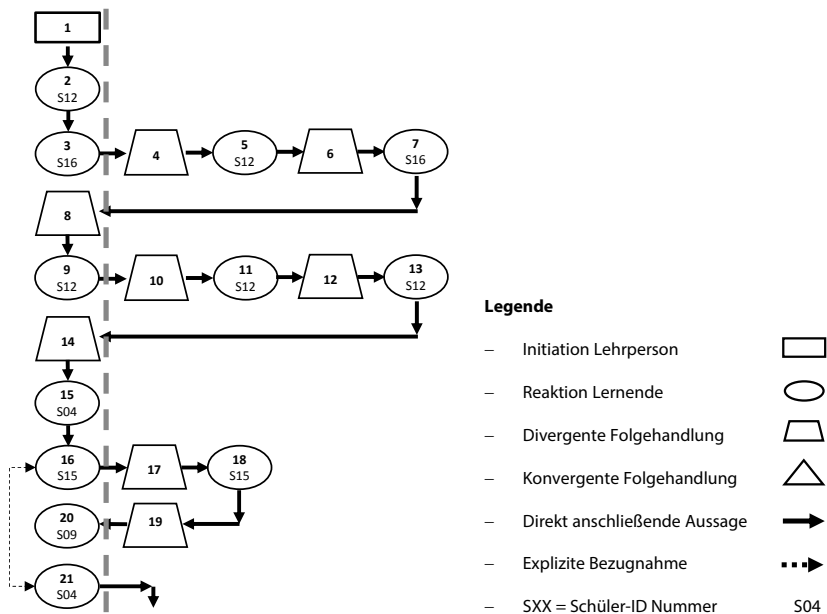 1
2
S12
3
S16
4
5
S12
6
7
S16
8
9
S12
10
11
S12
12
13
S12
14
15
S04
16
S15
17
18
S15
20
S09
19
21
S04
Legende
– Initiation Lehrperson
– Reaktion Lernende
– Divergente Folgehandlung
– Konvergente Folgehandlung
– Direkt anschließende Aussage
– Explizite Bezugnahme
– SXX = Schüler-ID Nummer S04